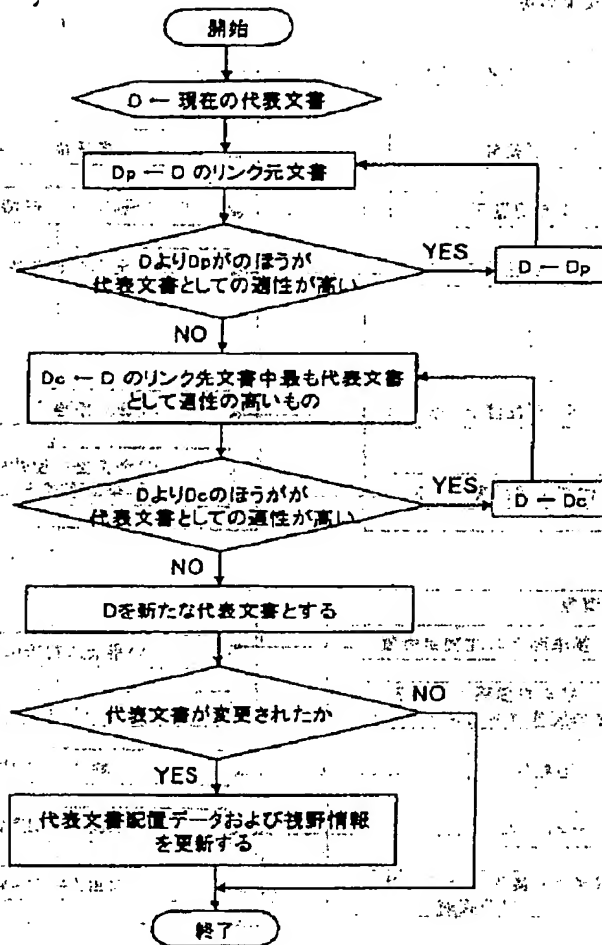 開始
D ← 現在の代表文書
Dp ← D のリンク元文書
DよりDpがのほうが
代表文書としての適性が高い
YES
D ← Dp
NO
Dc ← D のリンク先文書中最も代表文書
として適性の高いもの
DよりDcのほうがが
代表文書としての適性が高い
YES
D ← Dc
NO
Dを新たな代表文書とする
代表文書が変更されたか
NO
YES
代表文書配置データおよび視野情報
を更新する
終了